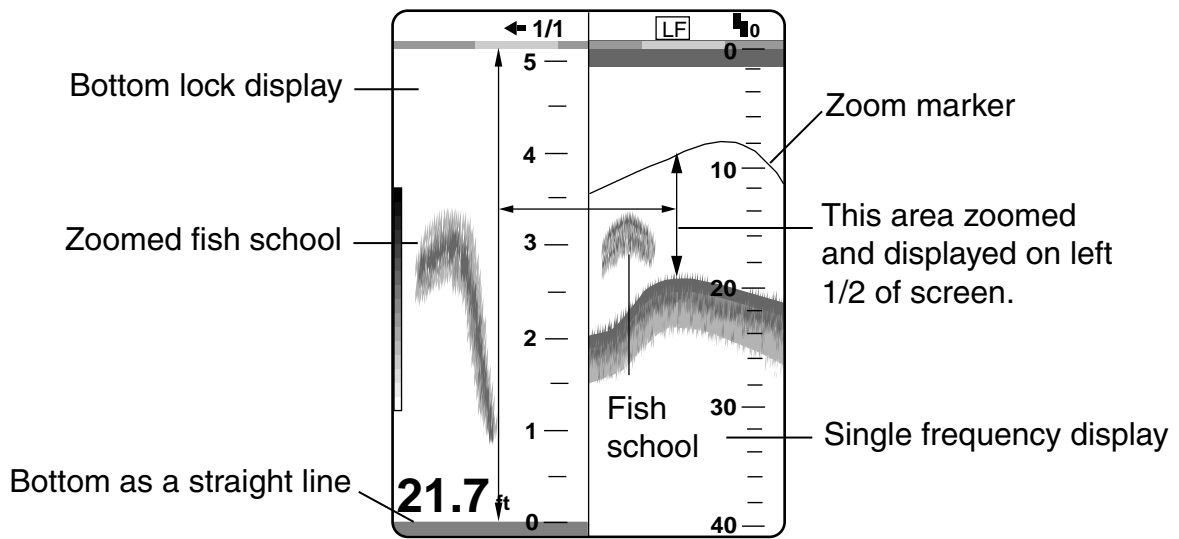 ← 1/1
LF
0
Bottom lock display
5
0
Zoom marker
4
10
Zoomed fish school
3
This area zoomed
and displayed on left
1/2 of screen.
20
2
Fish
school
30
1
Single frequency display
Bottom as a straight line
21.7 ft
0
40